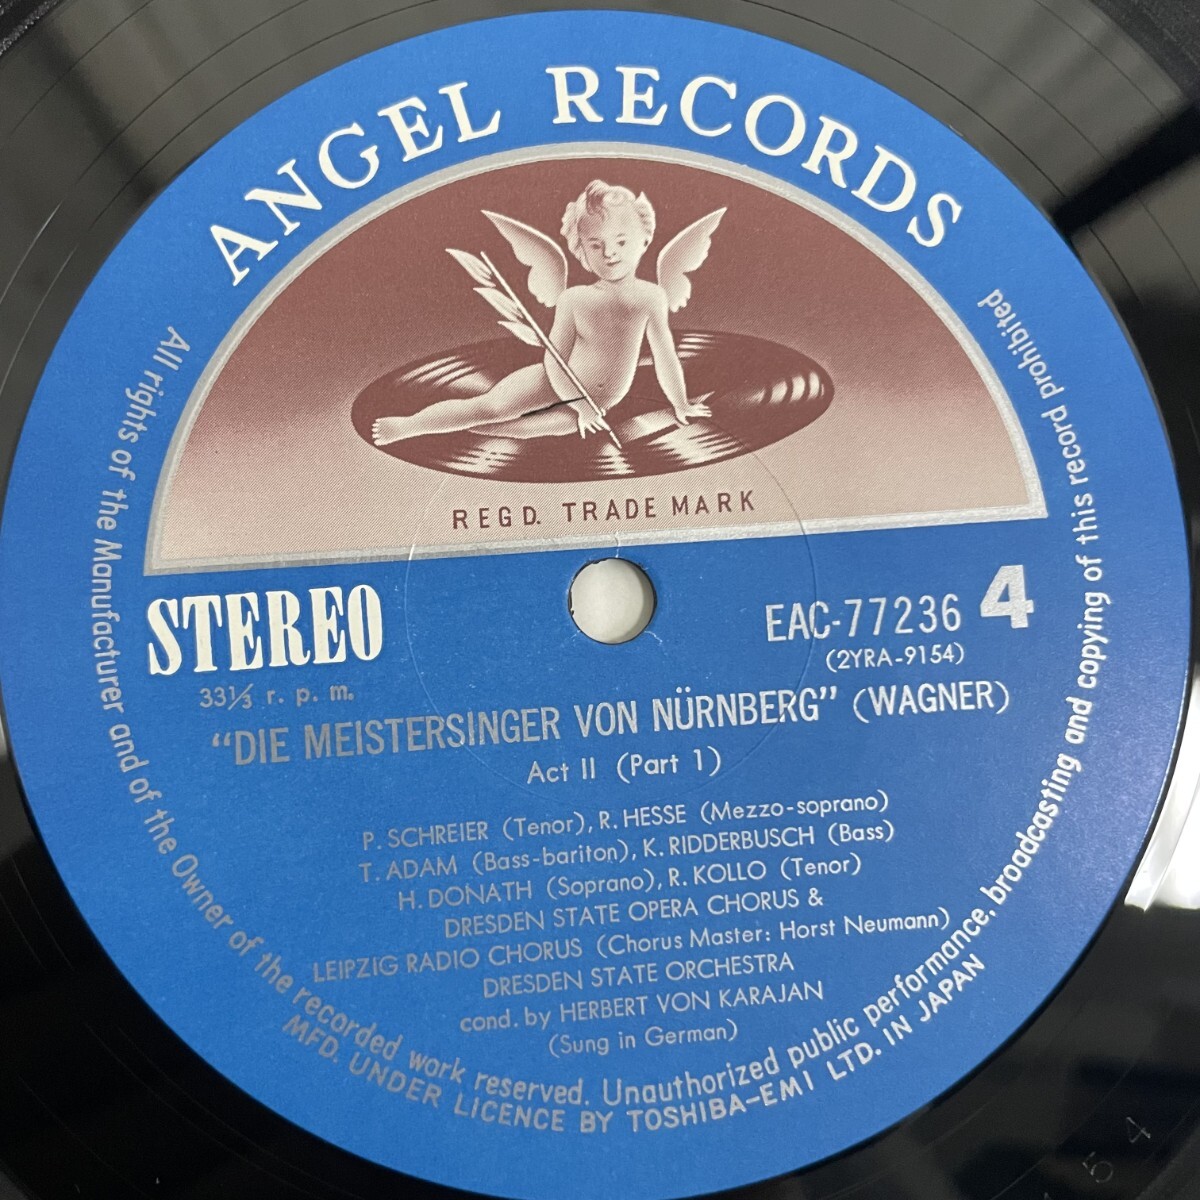 ANGEL RECORDS
REGD. TRADE MARK
STEREO
33⅓ r. p. m.
EAC-77236 4
(2YRA-9154)
“DIE MEISTERSINGER VON NÜRNBERG” (WAGNER)
Act II (Part 1)
P. SCHREIER (Tenor), R. HESSE (Mezzo-soprano)
T. ADAM (Bass-bariton), K. RIDDERBUSCH (Bass)
H. DONATH (Soprano), R. KOLLO (Tenor)
DRESDEN STATE OPERA CHORUS &
LEIPZIG RADIO CHORUS (Chorus Master: Horst Neumann)
DRESDEN STATE ORCHESTRA
cond. by HERBERT VON KARAJAN
(Sung in German)
All rights of the Manufacturer and of the Owner of the recorded work reserved. Unauthorized public performance, broadcasting and copying of this record prohibited
MFD. UNDER LICENCE BY TOSHIBA-EMI LTD. IN JAPAN
54